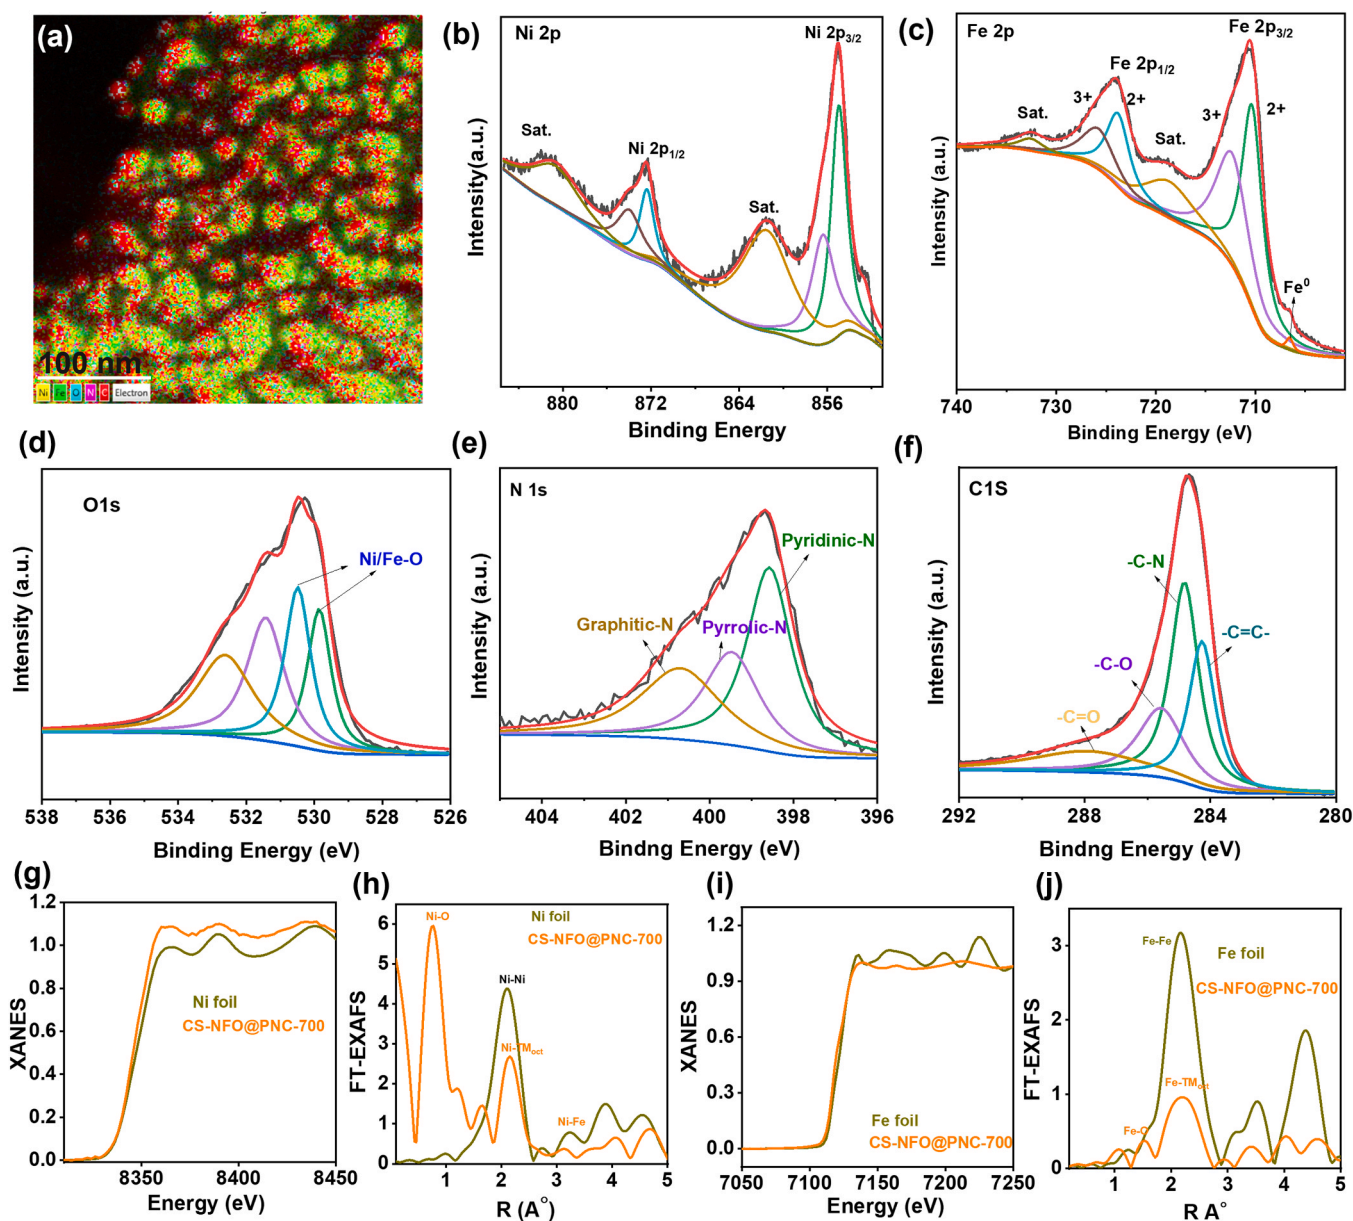 (a)
100 nm
Ni Fe O N C Electron
(b)
Ni 2p
Ni 2p3/2
Sat.
Ni 2p1/2
Sat.
Intensity(a.u.)
880 872 864 856
Binding Energy
(c)
Fe 2p
Fe 2p3/2
Fe 2p1/2
3+ 2+
Sat.
Sat.
3+ 2+
Fe0
Intensity (a.u.)
740 730 720 710
Binding Energy (eV)
(d)
O1s
Ni/Fe-O
Intensity (a.u.)
538 536 534 532 530 528 526
Binding Energy (eV)
(e)
N 1s
Pyridinic-N
Graphitic-N
Pyrrolic-N
Intensity (a.u.)
404 402 400 398 396
Bindng Energy (eV)
(f)
C1S
-C-N
-C=C-
-C-O
-C=O
Intensity (a.u.)
292 288 284 280
Bindng Energy (eV)
(g)
XANES
1.2
1.0
0.8
0.6
0.4
0.2
0.0
Ni foil
CS-NFO@PNC-700
8350 8400 8450
Energy (eV)
(h)
FT-EXAFS
6
5
4
3
2
1
0
Ni-O
Ni foil
CS-NFO@PNC-700
Ni-Ni
Ni-TMoct
Ni-Fe
1 2 3 4 5
R (A°)
(i)
XANES
1.2
0.9
0.6
0.3
0.0
Fe foil
CS-NFO@PNC-700
7050 7100 7150 7200 7250
Energy (eV)
(j)
FT-EXAFS
3
2
1
0
Fe-Fe
Fe foil
CS-NFO@PNC-700
Fe-TMoct
Fe-O
1 2 3 4 5
R A°